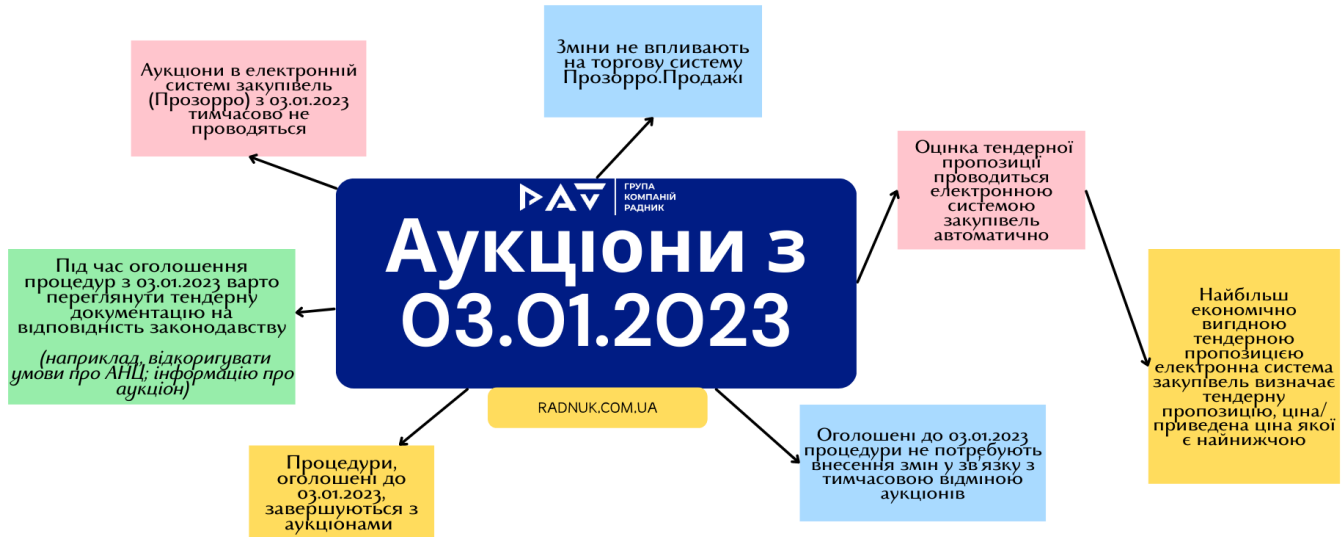 Зміни не впливають
на торгову систему
Прозорро.Продажі
Аукціони в електронній
системі закупівель
(Прозорро) з 03.01.2023
тимчасово не
проводяться
Оцінка тендерної
пропозиції
проводиться
електронною
системою
закупівель
автоматично
ГРУПА
КОМПАНІЙ
РАДНИК
Аукціони з
03.01.2023
RADNUK.COM.UA
Під час оголошення
процедур з 03.01.2023 варто
переглянути тендерну
документацію на
відповідність законодавству
(наприклад, відкоригувати
умови про АНЦ; інформацію про
аукціон)
Найбільш
економічно
вигідною
тендерною
пропозицією
електронна система
закупівель визначає
тендерну
пропозицію, ціна/
приведена ціна якої
є найнижчою
Процедури,
оголошені до
03.01.2023,
завершуються з
аукціонами
Оголошені до 03.01.2023
процедури не потребують
внесення змін у зв'язку з
тимчасовою відміною
аукціонів